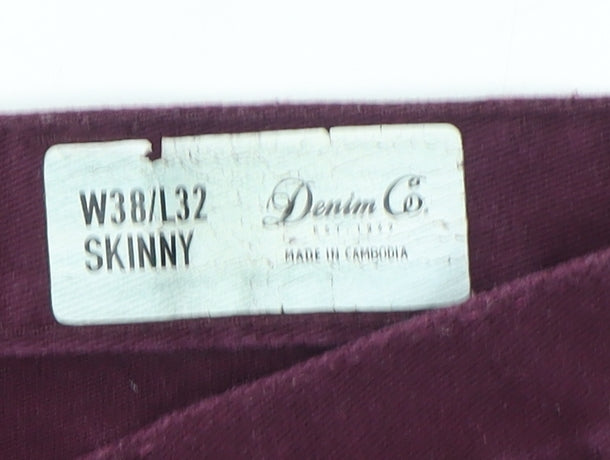 W38/L32
SKINNY
Denim Co.
MADE IN CAMBODIA